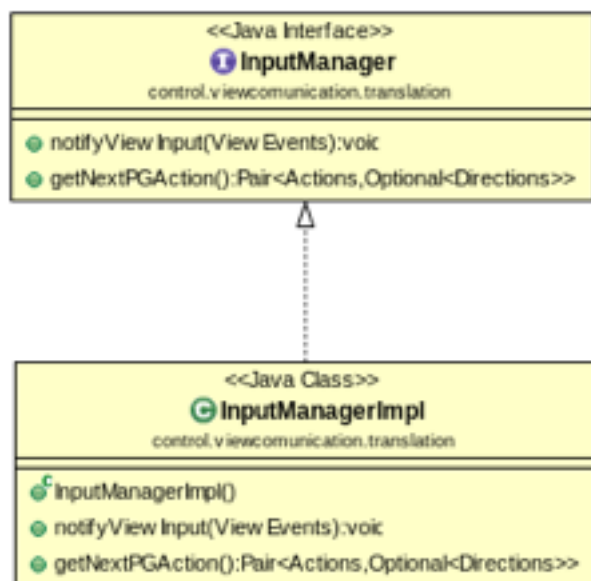 <<Java Interface>>
InputManager
control.viewcomunication.translation
notifyViewInput(ViewEvents):void
getNextPGAction():Pair<Actions,Optional<Directions>>
<<Java Class>>
InputManagerImpl
control.viewcomunication.translation
InputManagerImpl()
notifyViewInput(ViewEvents):void
getNextPGAction():Pair<Actions,Optional<Directions>>